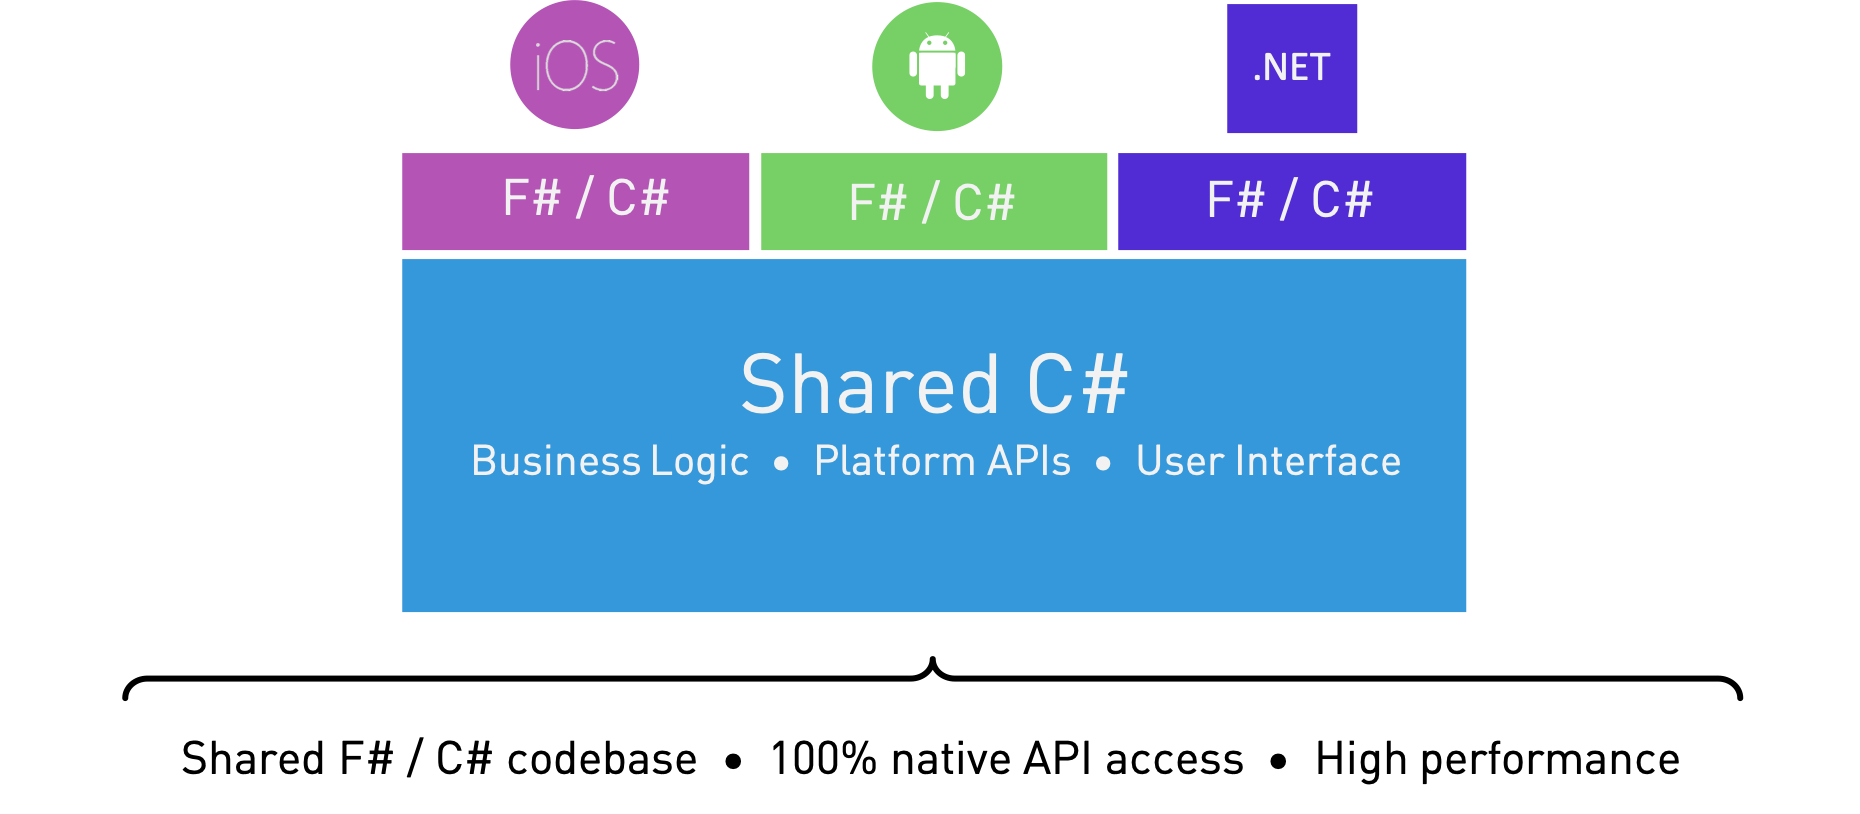 iOS
.NET
F# / C#
F# / C#
F# / C#
Shared C#
Business Logic • Platform APIs • User Interface
Shared F# / C# codebase • 100% native API access • High performance